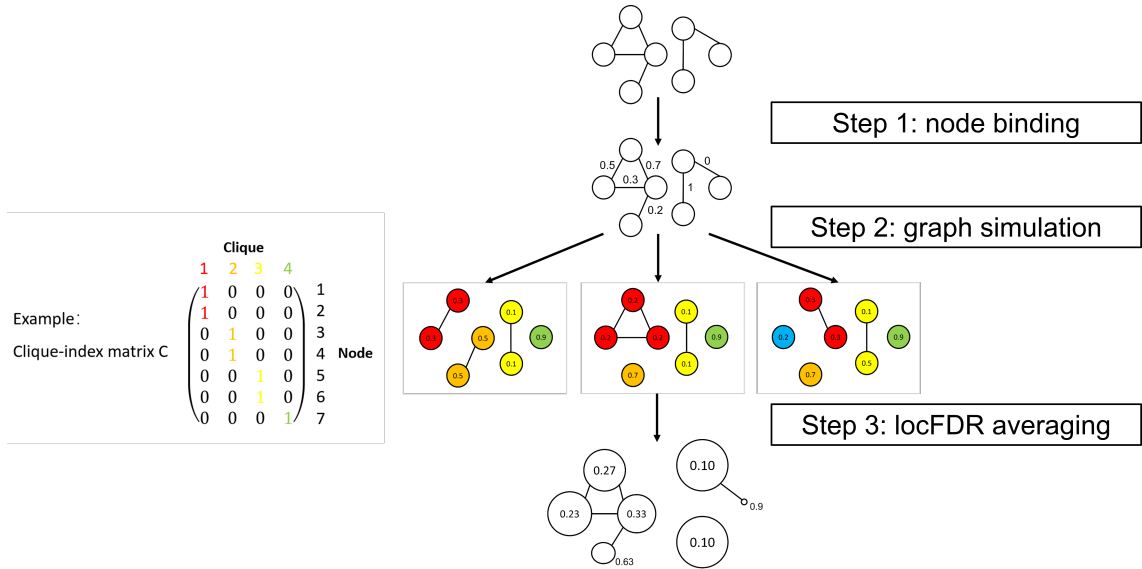 Step 1: node binding
0.5
0.7
0.3
0.2
0
1
Step 2: graph simulation
Clique
1 2 3 4
1 0 0 0 1
1 0 0 0 2
0 1 0 0 3
0 1 0 0 4
0 0 1 0 5
0 0 1 0 6
0 0 0 1 7
Node
Example:
Clique-index matrix C
0.3
0.3
0.5
0.5
0.1
0.1
0.9
0.2
0.2
0.2
0.7
0.1
0.1
0.9
0.3
0.2
0.3
0.7
0.1
0.5
0.9
Step 3: locFDR averaging
0.27
0.23
0.33
0.63
0.10
0.9
0.10